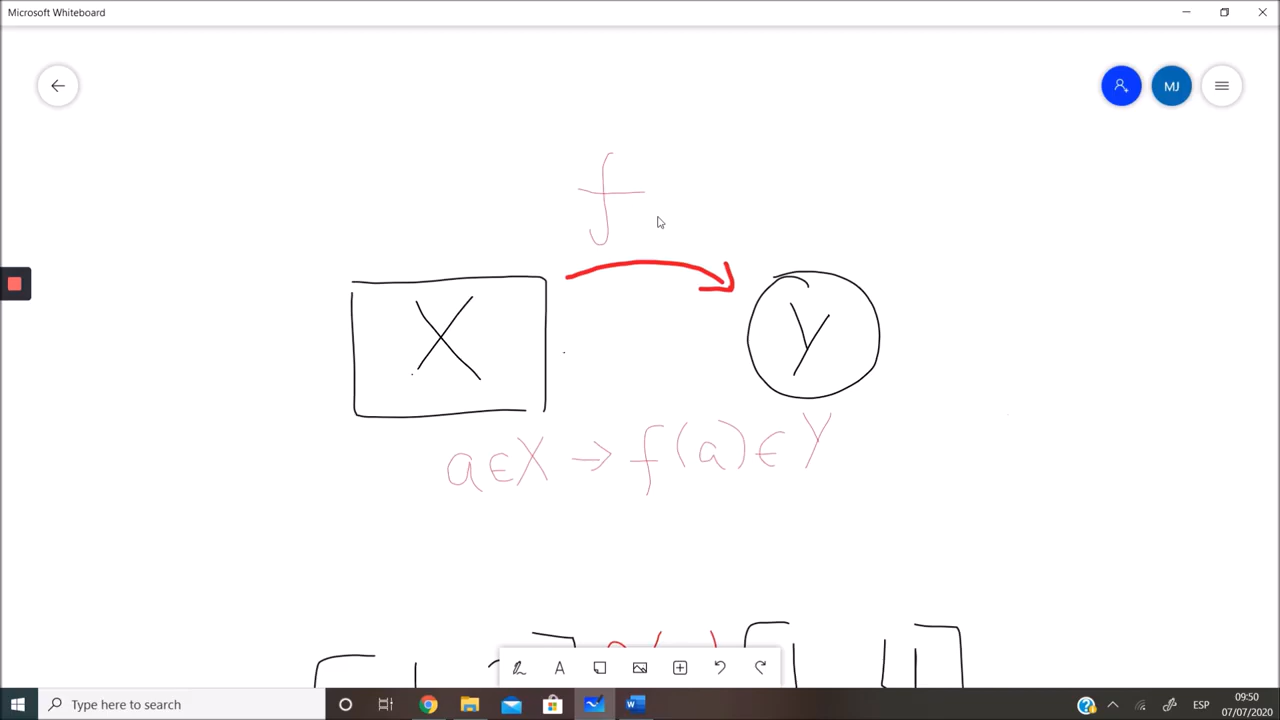 Microsoft Whiteboard
MJ
f
X
Y
a∈X → f(a)∈Y
A
Type here to search
ESP
09:50
07/07/2020